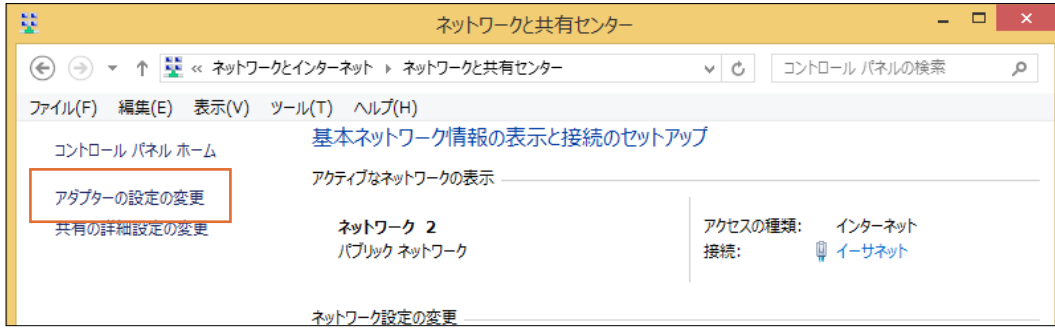 ネットワークと共有センター
« ネットワークとインターネット ▸ ネットワークと共有センター
コントロール パネルの検索
ファイル(F) 編集(E) 表示(V) ツール(T) ヘルプ(H)
コントロール パネル ホーム
アダプターの設定の変更
共有の詳細設定の変更
基本ネットワーク情報の表示と接続のセットアップ
アクティブなネットワークの表示
ネットワーク 2
パブリック ネットワーク
アクセスの種類: インターネット
接続: イーサネット
ネットワーク設定の変更